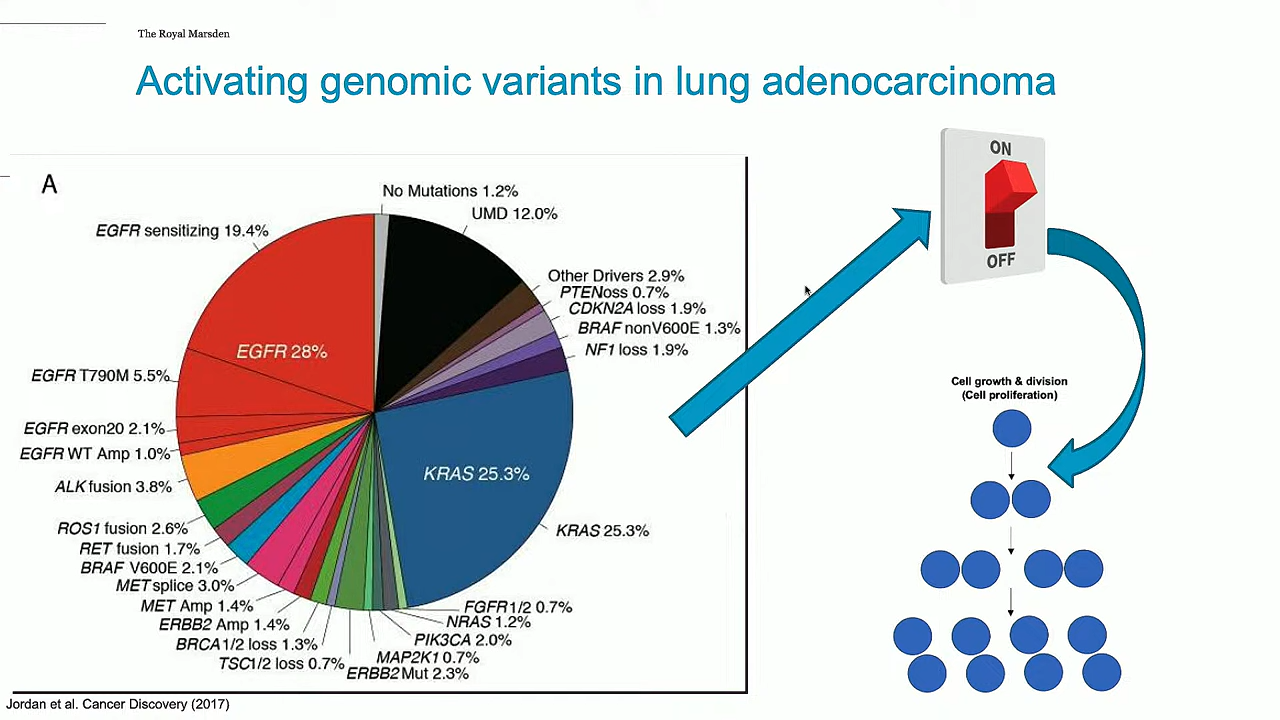 The Royal Marsden
Activating genomic variants in lung adenocarcinoma
A
No Mutations 1.2%
UMD 12.0%
EGFR sensitizing 19.4%
Other Drivers 2.9%
PTENoss 0.7%
CDKN2A loss 1.9%
BRAF nonV600E 1.3%
NF1 loss 1.9%
EGFR 28%
EGFR T790M 5.5%
EGFR exon20 2.1%
EGFR WT Amp 1.0%
ALK fusion 3.8%
KRAS 25.3%
KRAS 25.3%
ROS1 fusion 2.6%
RET fusion 1.7%
BRAF V600E 2.1%
MET splice 3.0%
MET Amp 1.4%
ERBB2 Amp 1.4%
BRCA1/2 loss 1.3%
TSC1/2 loss 0.7%
ERBB2 Mut 2.3%
MAP2K1 0.7%
PIK3CA 2.0%
NRAS 1.2%
FGFR1/2 0.7%
ON
OFF
Cell growth & division
(Cell proliferation)
Jordan et al. Cancer Discovery (2017)